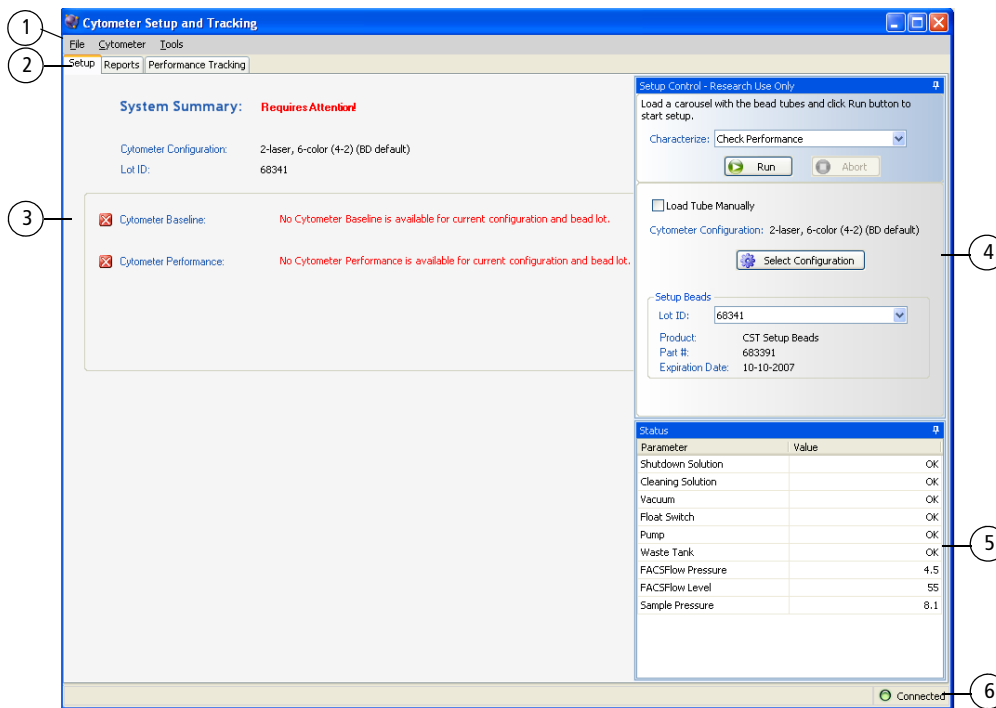 Cytometer Setup and Tracking
1
File Cytometer Tools
2
Setup Reports Performance Tracking
System Summary: Requires Attention!
Cytometer Configuration: 2-laser, 6-color (4-2) (BD default)
Lot ID: 68341
3
Cytometer Baseline: No Cytometer Baseline is available for current configuration and bead lot.
Cytometer Performance: No Cytometer Performance is available for current configuration and bead lot.
Setup Control - Research Use Only
Load a carousel with the bead tubes and click Run button to
start setup.
Characterize: Check Performance
Run Abort
Load Tube Manually
Cytometer Configuration: 2-laser, 6-color (4-2) (BD default)
4
Select Configuration
Setup Beads
Lot ID: 68341
Product: CST Setup Beads
Part #: 683391
Expiration Date: 10-10-2007
Status
Parameter Value
Shutdown Solution OK
Cleaning Solution OK
Vacuum OK
Float Switch OK
Pump OK
5
Waste Tank OK
FACSFlow Pressure 4.5
FACSFlow Level 55
Sample Pressure 8.1
Connected
6